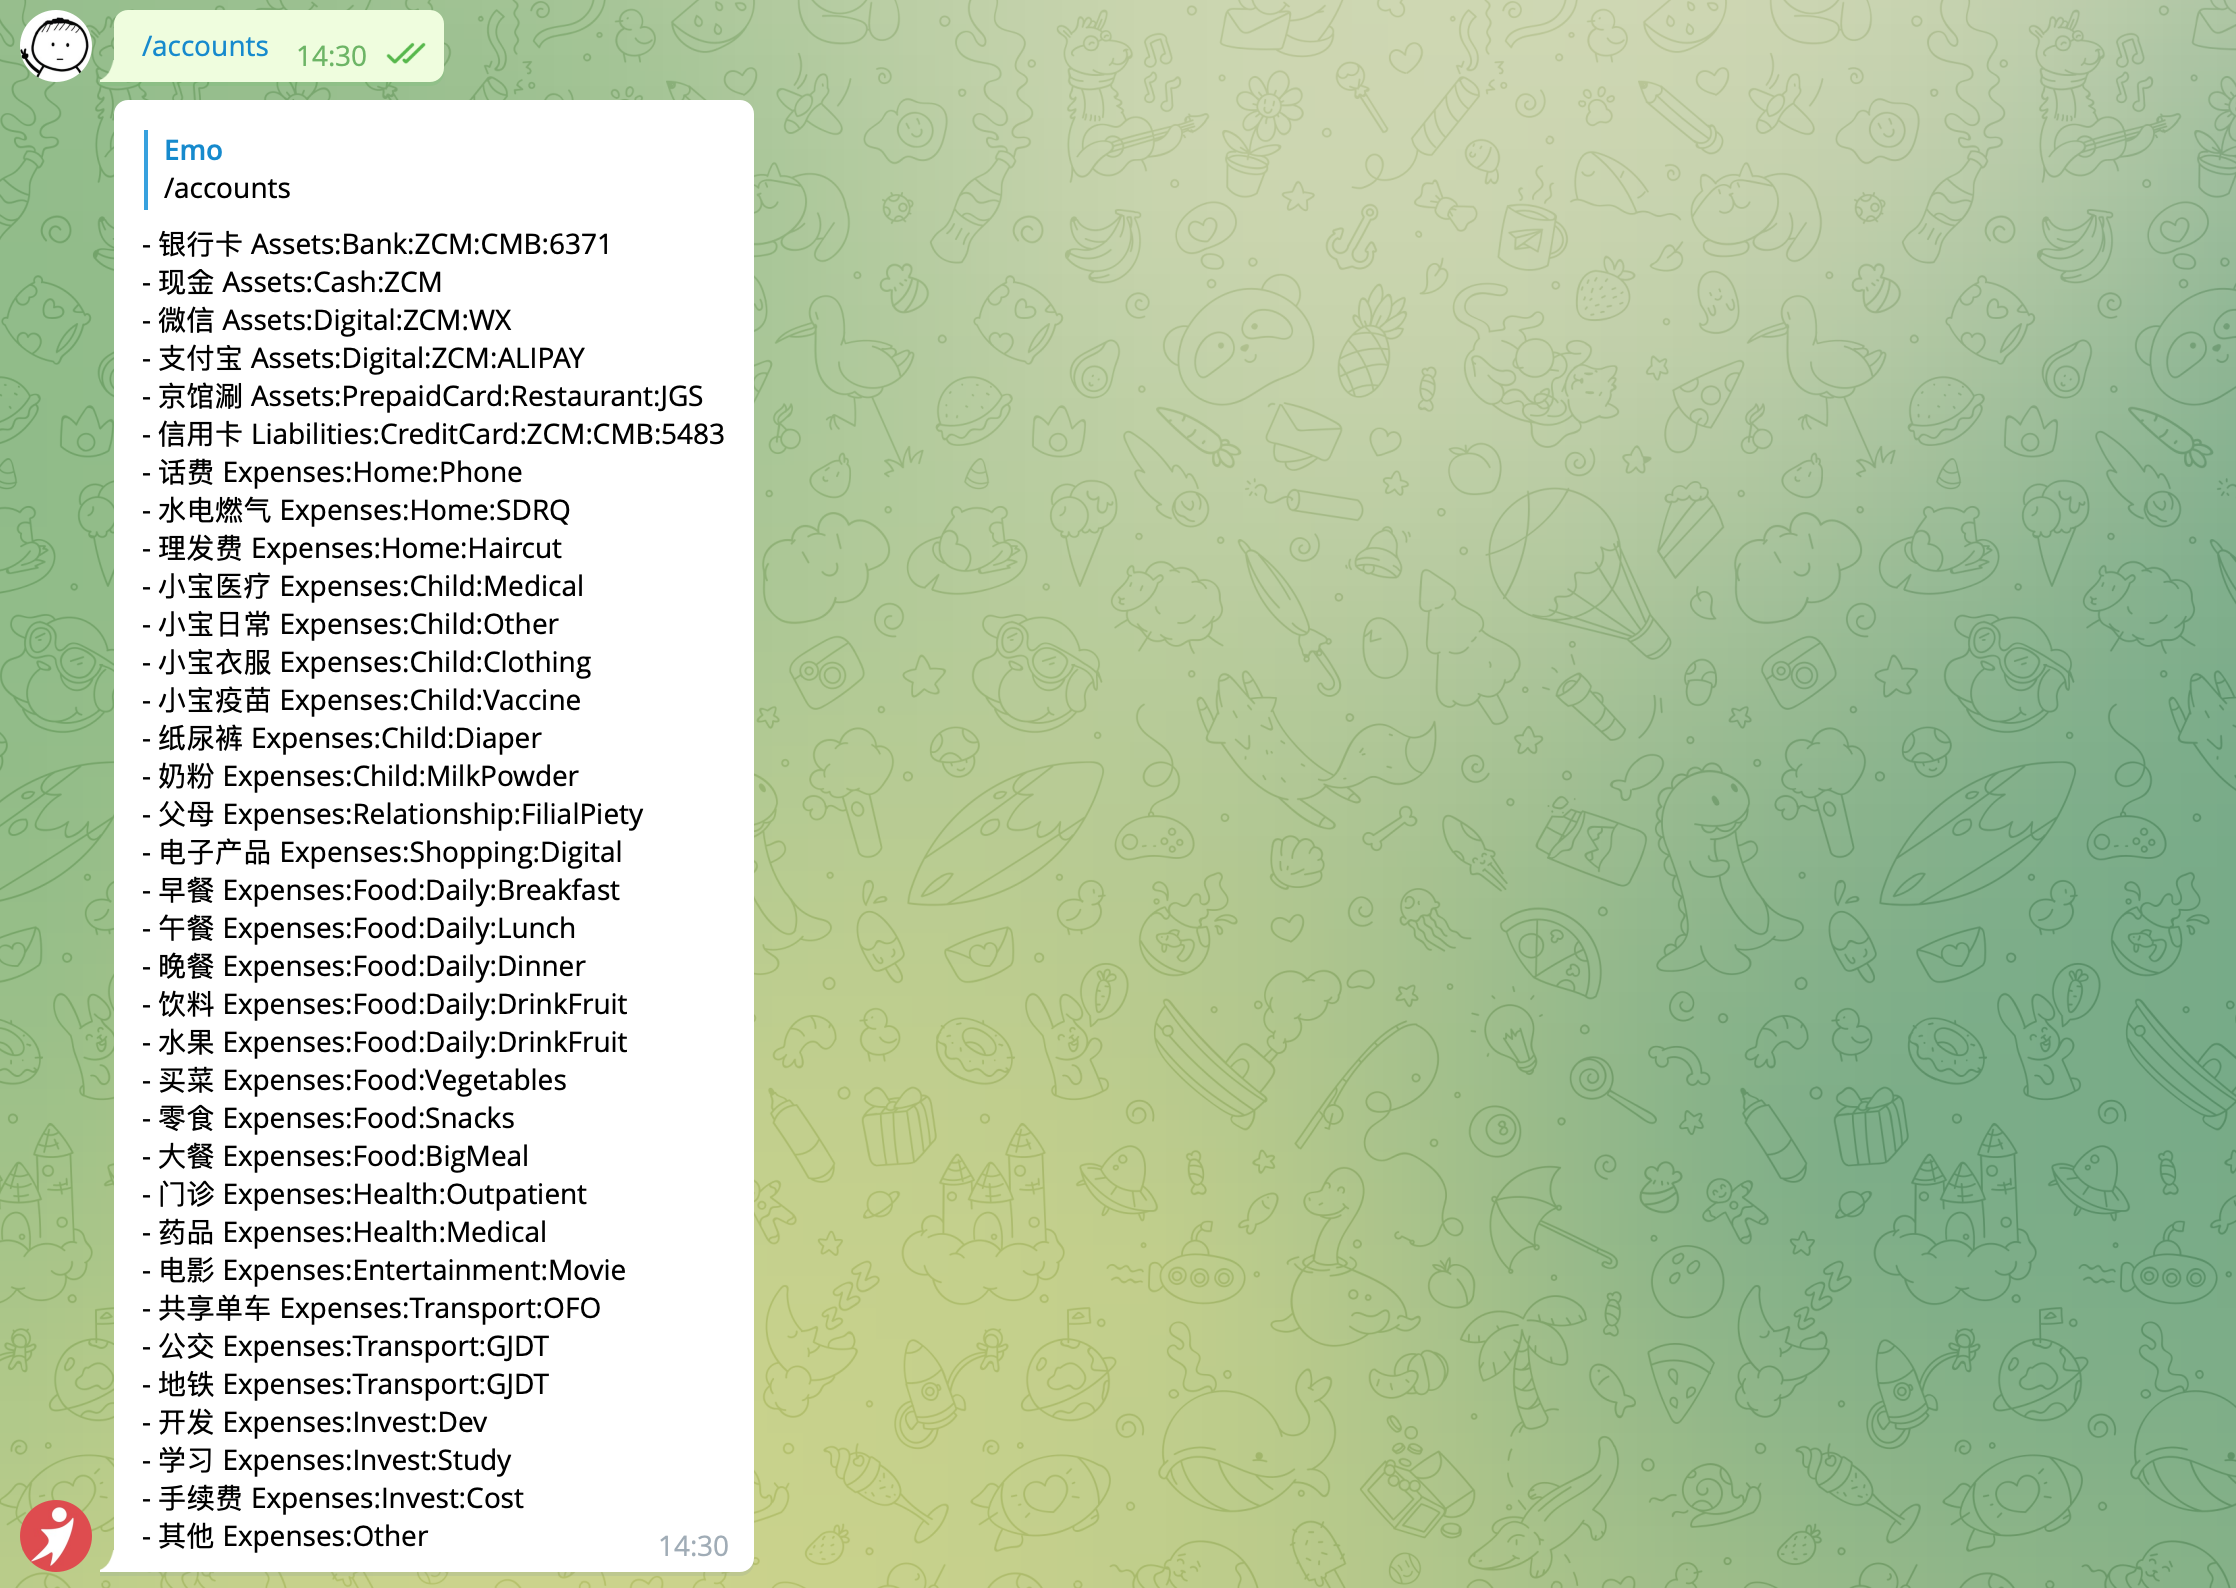 /accounts 14:30
Emo
/accounts
- 银行卡 Assets:Bank:ZCM:CMB:6371
- 现金 Assets:Cash:ZCM
- 微信 Assets:Digital:ZCM:WX
- 支付宝 Assets:Digital:ZCM:ALIPAY
- 京馆涮 Assets:PrepaidCard:Restaurant:JGS
- 信用卡 Liabilities:CreditCard:ZCM:CMB:5483
- 话费 Expenses:Home:Phone
- 水电燃气 Expenses:Home:SDRQ
- 理发费 Expenses:Home:Haircut
- 小宝医疗 Expenses:Child:Medical
- 小宝日常 Expenses:Child:Other
- 小宝衣服 Expenses:Child:Clothing
- 小宝疫苗 Expenses:Child:Vaccine
- 纸尿裤 Expenses:Child:Diaper
- 奶粉 Expenses:Child:MilkPowder
- 父母 Expenses:Relationship:FilialPiety
- 电子产品 Expenses:Shopping:Digital
- 早餐 Expenses:Food:Daily:Breakfast
- 午餐 Expenses:Food:Daily:Lunch
- 晚餐 Expenses:Food:Daily:Dinner
- 饮料 Expenses:Food:Daily:DrinkFruit
- 水果 Expenses:Food:Daily:DrinkFruit
- 买菜 Expenses:Food:Vegetables
- 零食 Expenses:Food:Snacks
- 大餐 Expenses:Food:BigMeal
- 门诊 Expenses:Health:Outpatient
- 药品 Expenses:Health:Medical
- 电影 Expenses:Entertainment:Movie
- 共享单车 Expenses:Transport:OFO
- 公交 Expenses:Transport:GJDT
- 地铁 Expenses:Transport:GJDT
- 开发 Expenses:Invest:Dev
- 学习 Expenses:Invest:Study
- 手续费 Expenses:Invest:Cost
- 其他 Expenses:Other
14:30